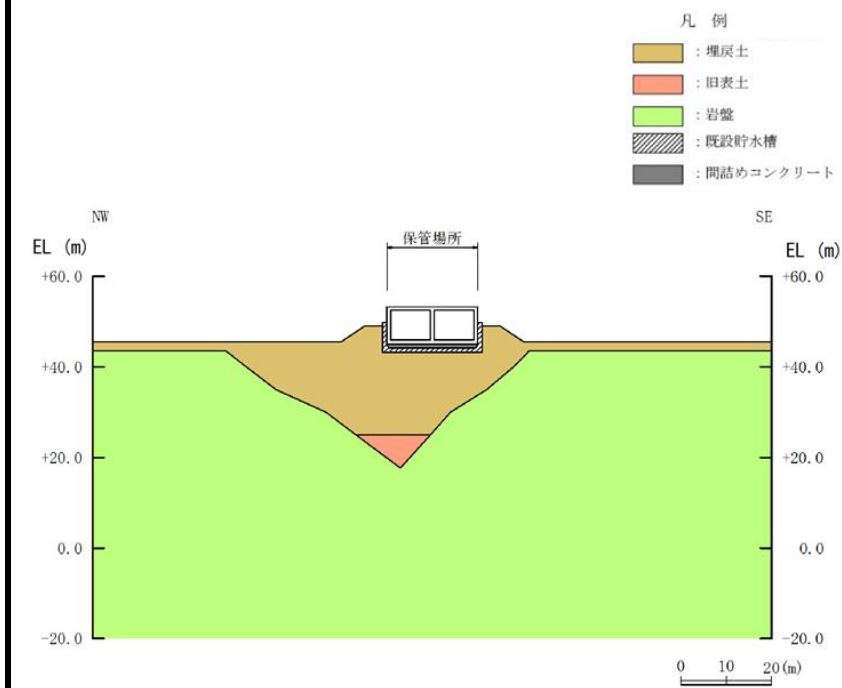 凡 例
：埋戻土
：旧表土
：岩盤
：既設貯水槽
：間詰めコンクリート
NW
SE
EL (m)
EL (m)
保管場所
+60.0
+60.0
+40.0
+40.0
+20.0
+20.0
0.0
0.0
-20.0
-20.0
0 10 20(m)